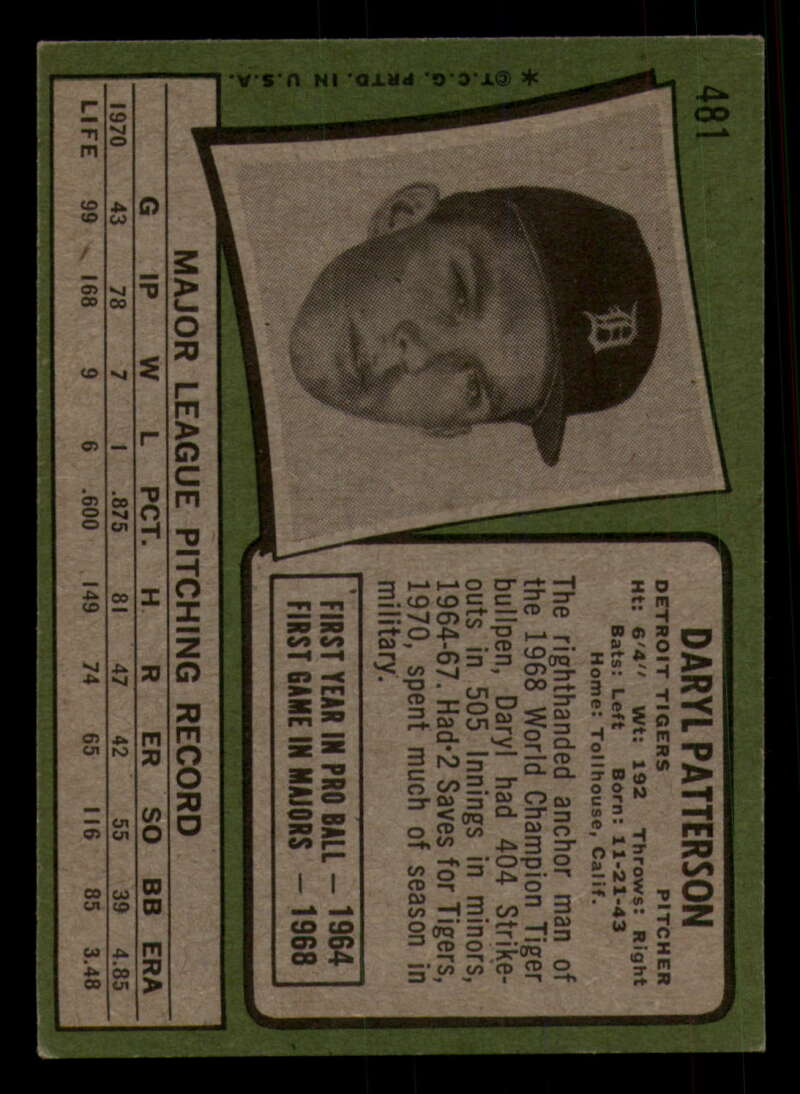 481
DARYL PATTERSON
DETROIT TIGERS PITCHER
Ht: 6'4" Wt: 192 Throws: Right
Bats: Left Born: 11-21-43
Home: Tollhouse, Calif.
The righthanded anchor man of
the 1968 World Champion Tiger
bullpen, Daryl had 404 Strike-
outs in 505 Innings in minors,
1964-67. Had 2 Saves for Tigers,
1970, spent much of season in
military.
FIRST YEAR IN PRO BALL — 1964
FIRST GAME IN MAJORS — 1968
D
MAJOR LEAGUE PITCHING RECORD
G IP W L PCT. H R ER SO BB ERA
1970 43 78 7 1 .875 81 47 42 55 39 4.85
LIFE 99 168 9 6 .600 149 74 65 116 85 3.48
* ©T.C.G. PRTD. IN U.S.A.